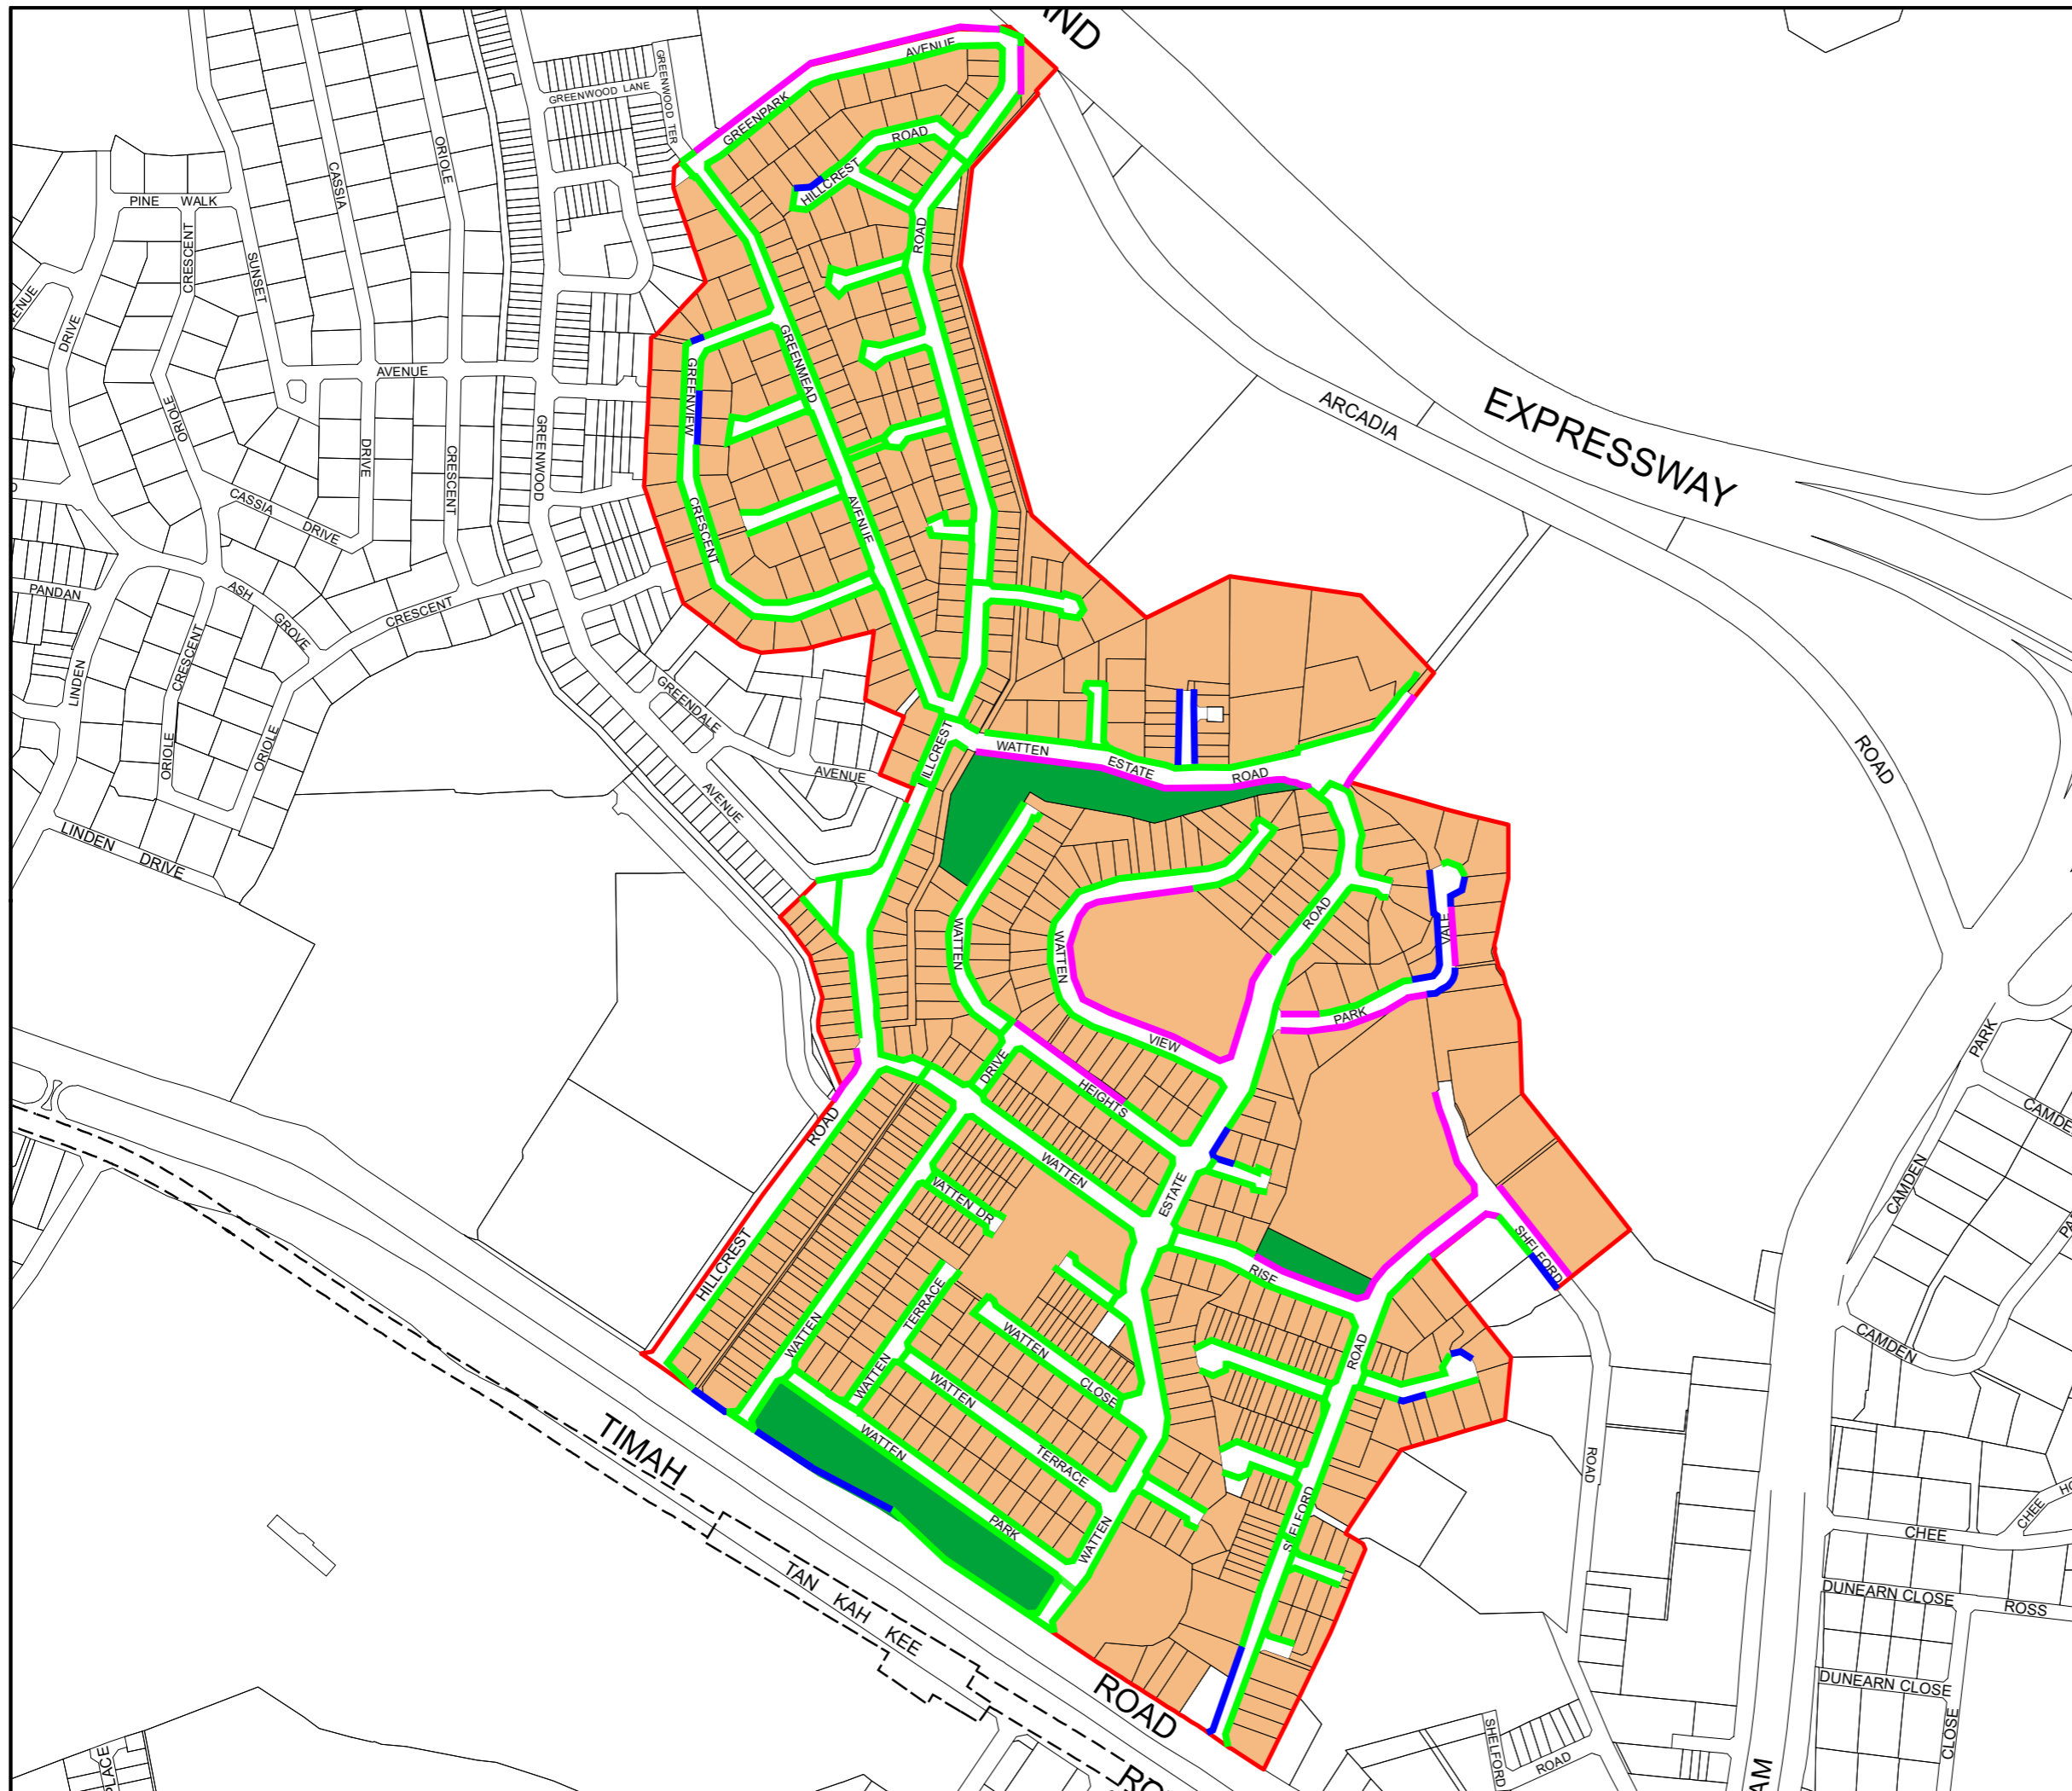 AVENUE
GREENPARK
GREENWOOD LANE
GREENWOOD TER
ROAD
HILLCREST
ROAD
ORIOLE
CASSIA
PINE WALK
CRESCENT
SUNSET
DRIVE
AVENUE
ORIOLE
GREENVIEW
GREENMEAD
EXPRESSWAY
ARCADIA
DRIVE
CRESCENT
GREENWOOD
CASSIA DRIVE
AVENUE
CRESCENT
PANDAN
ASH GROVE
CRESCENT
LINDEN
CRESCENT
GREENDALE
AVENUE
ORIOLE
ORIOLE
AVENUE
WATTEN ESTATE ROAD
ROAD
LINDEN DRIVE
WATTEN
WATTEN
ROAD
VALE
PARK
VIEW
DRIVE
HEIGHTS
ROAD
WATTEN
ESTATE
WATTEN DR
PARK
CAMDEN
HILLCREST
RISE
SHELFORD
WATTEN
TERRACE
WATTEN
WATTEN
CLOSE
ROAD
CAMDEN
WATTEN
TERRACE
WATTEN
PARK
WATTEN
SHELFORD
ROAD
TIMAH
TAN KAH KEE
ROAD
CHEE
CHEE
DUNEARN CLOSE
ROSS
DUNEARN CLOSE
CLOSE
SHELFORD
ROAD